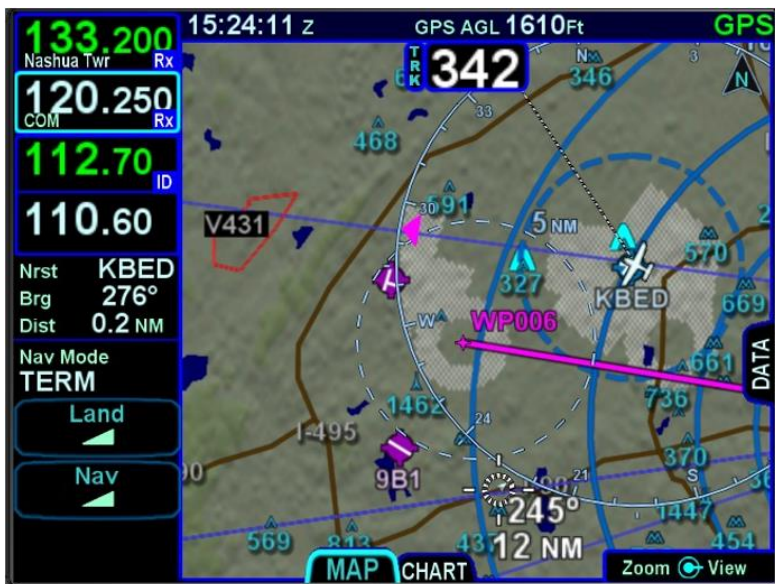 133.200
Nashua Twr Rx
120.250
COM Rx
112.70
ID
110.60
Nrst KBED
Brg 276°
Dist 0.2 NM
Nav Mode
TERM
Land
Nav
15:24:11 Z
GPS AGL 1610Ft
GPS
TRK
342
N
346
3
N
33
468
30
691
V431
5 NM
327
570
KBED
669
W
WP006
661
DATA
1462
736
24
I-495
90
370
9B1
21
S
245°
1447
569
813
437
12 NM
454
MAP
CHART
Zoom View